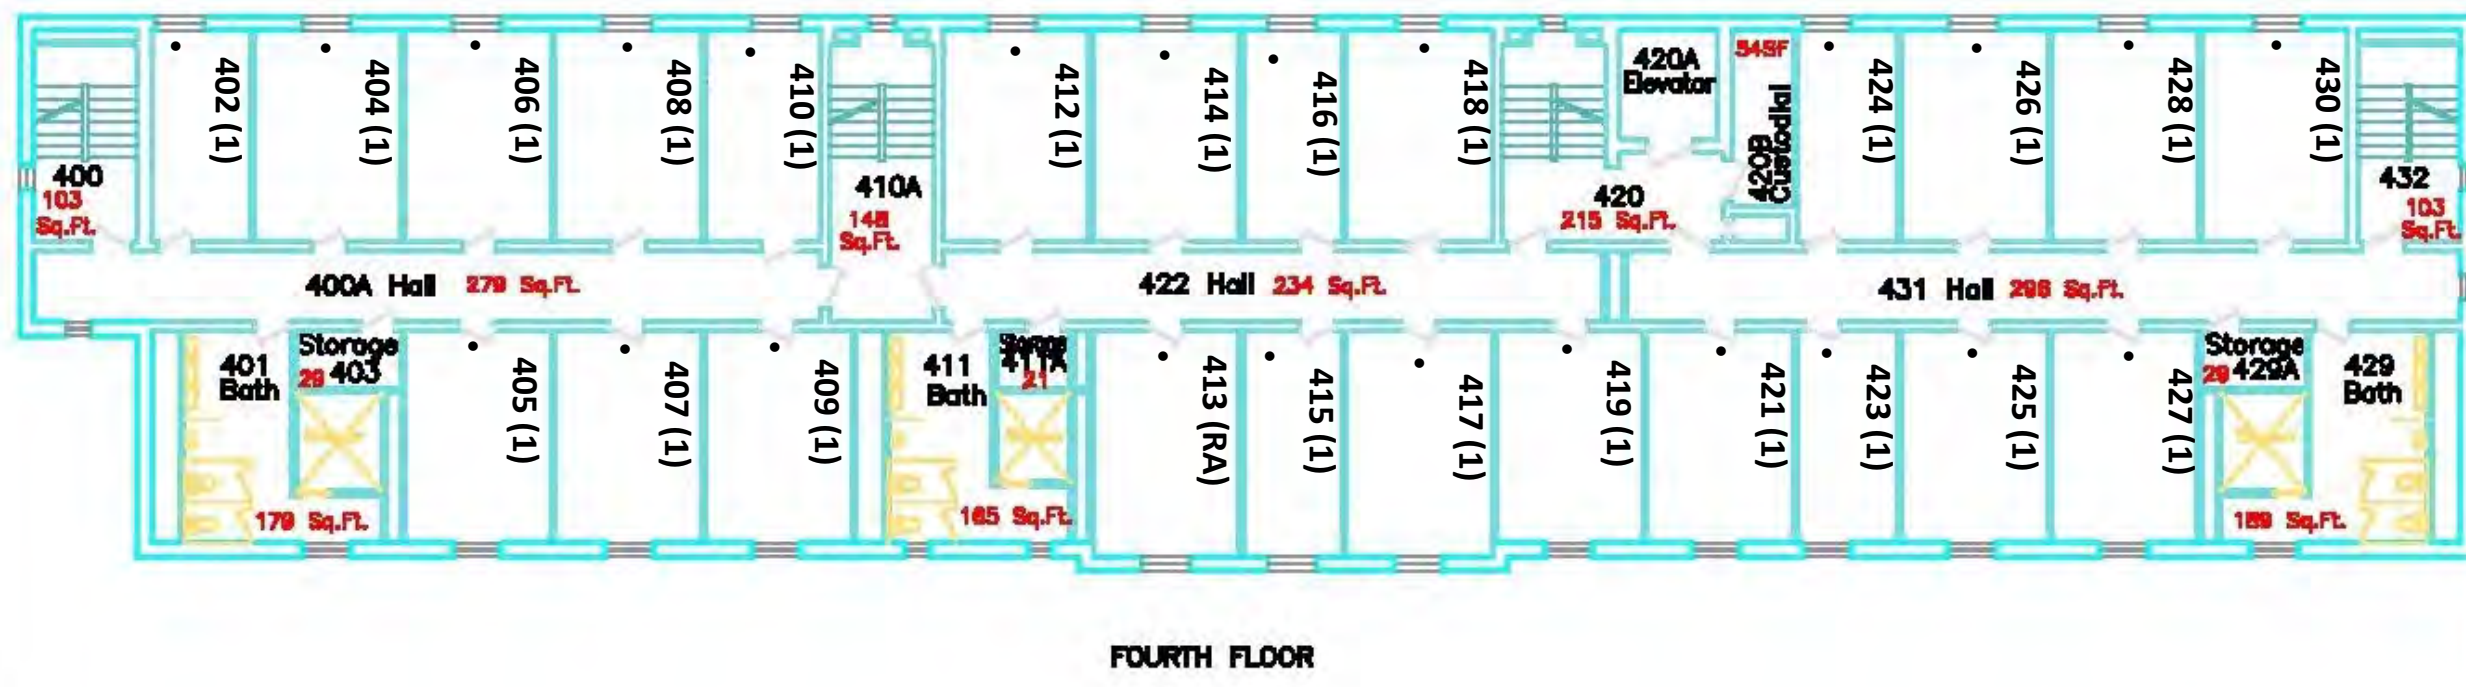 402 (1)
404 (1)
406 (1)
408 (1)
410 (1)
412 (1)
414 (1)
416 (1)
418 (1)
420A
Elevator
54SF
420B
Custodial
424 (1)
426 (1)
428 (1)
430 (1)
400
103
Sq.Ft.
410A
148
Sq.Ft.
420
215 Sq.Ft.
432
103
Sq.Ft.
400A Hall 279 Sq.Ft.
422 Hall 234 Sq.Ft.
431 Hall 296 Sq.Ft.
401
Bath
179 Sq.Ft.
Storage
29 403
405 (1)
407 (1)
409 (1)
411
Bath
165 Sq.Ft.
Storage
411A
21
413 (RA)
415 (1)
417 (1)
419 (1)
421 (1)
423 (1)
425 (1)
427 (1)
Storage
29 429A
429
Bath
Sq.Ft.
FOURTH FLOOR